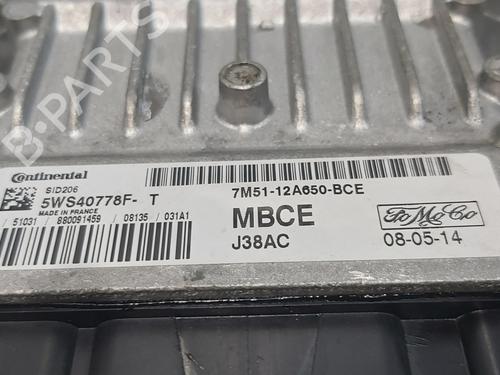 B-PARTS
Continental
SID206
5WS40778F- T
MADE IN FRANCE
/ 51031 / 880091459 / 08135 / 031A1
7M51-12A650-BCE
MBCE
J38AC
FoMoCo
08-05-14